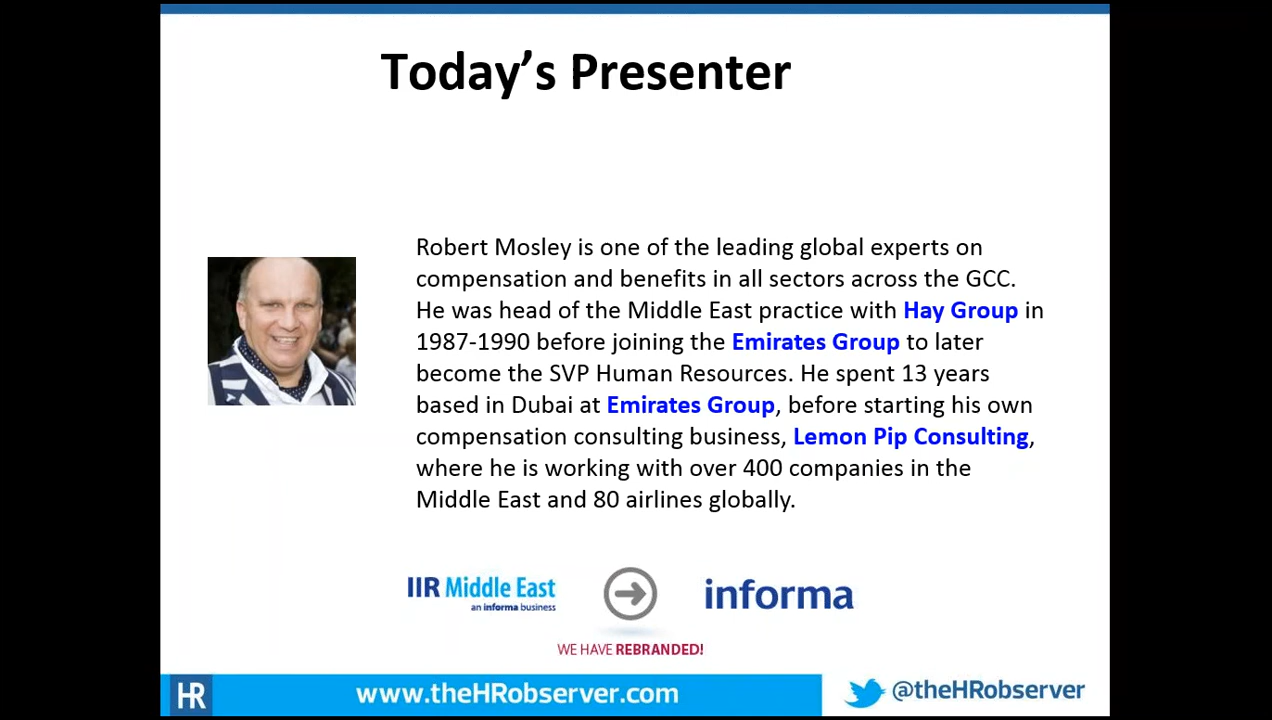 Today’s Presenter
Robert Mosley is one of the leading global experts on
compensation and benefits in all sectors across the GCC.
He was head of the Middle East practice with Hay Group in
1987-1990 before joining the Emirates Group to later
become the SVP Human Resources. He spent 13 years
based in Dubai at Emirates Group, before starting his own
compensation consulting business, Lemon Pip Consulting,
where he is working with over 400 companies in the
Middle East and 80 airlines globally.
IIR Middle East
an informa business
informa
WE HAVE REBRANDED!
HR
www.theHRobserver.com
@theHRobserver